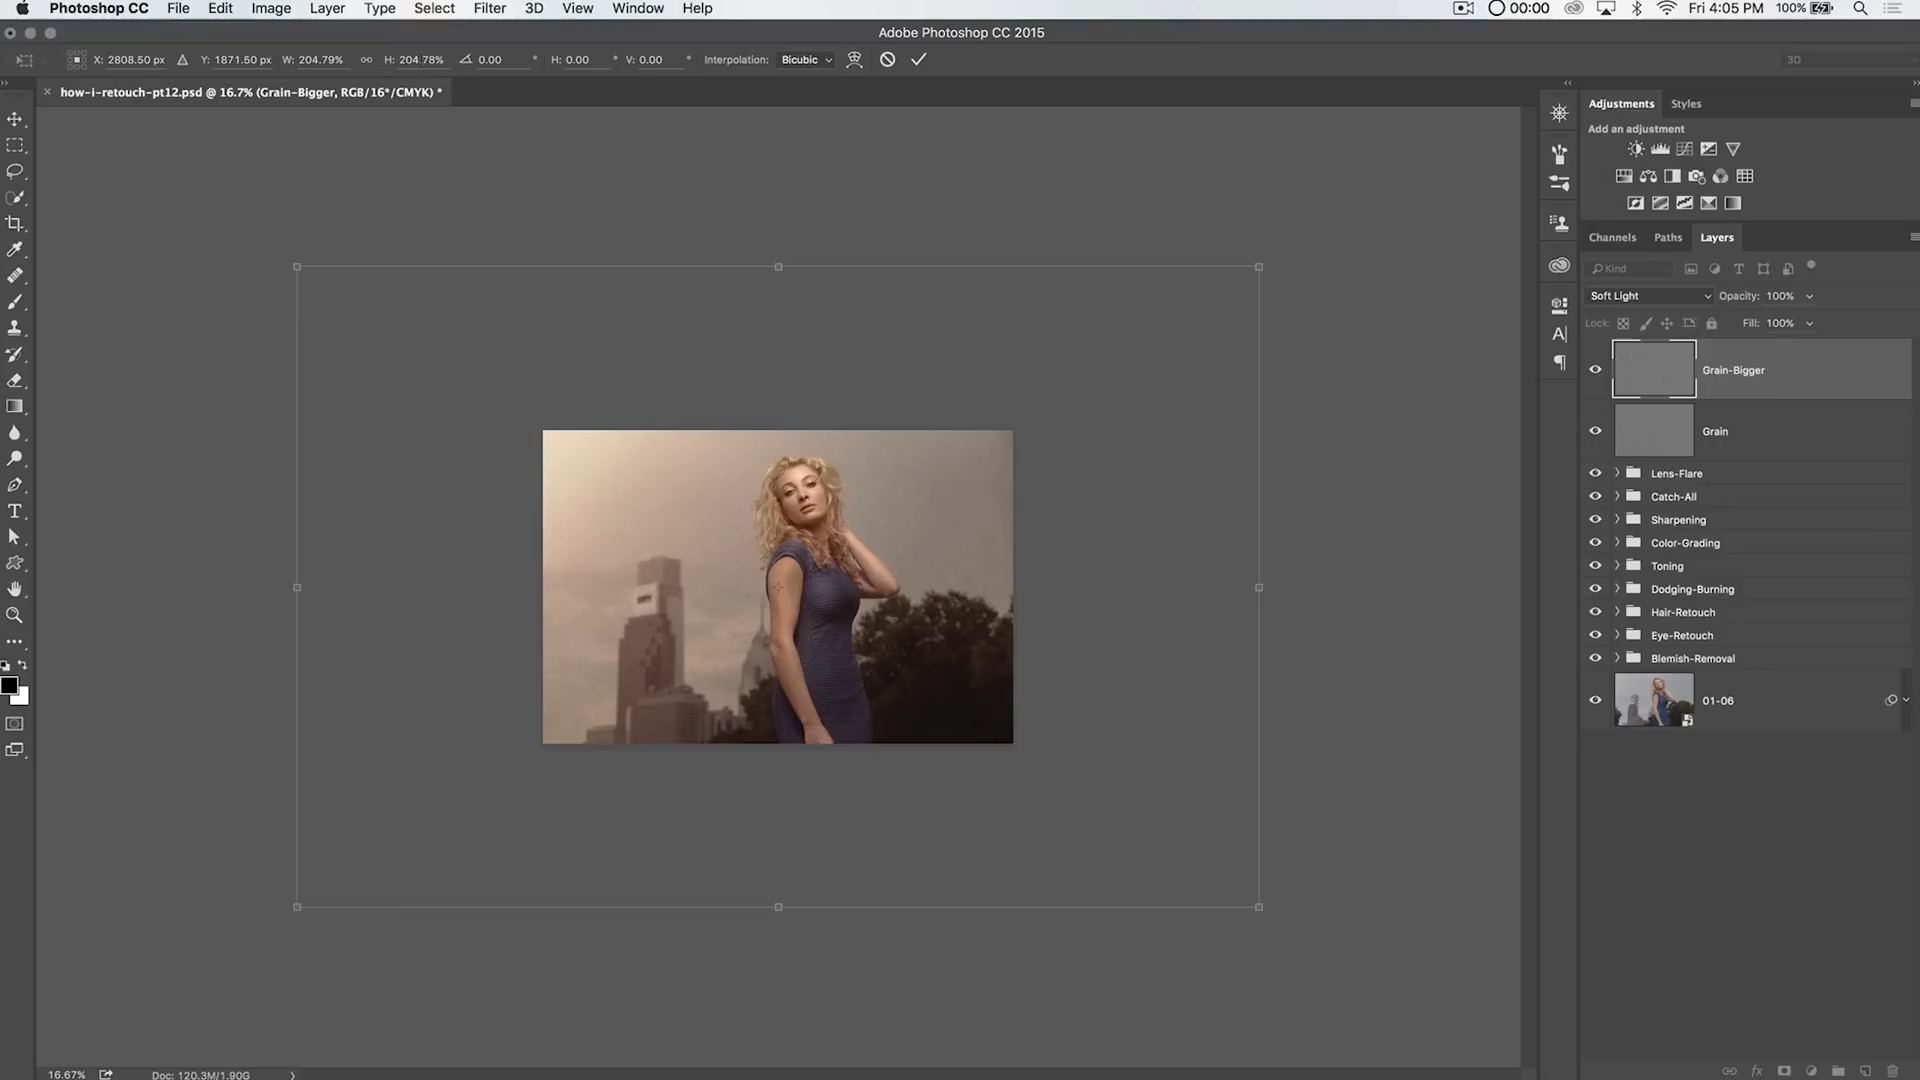 Photoshop CC File Edit Image Layer Type Select Filter 3D View Window Help 00:00 Fri 4:05 PM 100%
Adobe Photoshop CC 2015
X: 2808.50 px Y: 1871.50 px W: 204.79% H: 204.78% 0.00 ° H: 0.00 ° V: 0.00 ° Interpolation: Bicubic 3D
how-i-retouch-pt12.psd @ 16.7% (Grain-Bigger, RGB/16*/CMYK) *
Adjustments Styles
Add an adjustment
Channels Paths Layers
Kind
Soft Light Opacity: 100%
Lock: Fill: 100%
Grain-Bigger
Grain
Lens-Flare
Catch-All
Sharpening
Color-Grading
Toning
Dodging-Burning
Hair-Retouch
Eye-Retouch
Blemish-Removal
01-06
16.67% Doc: 120.3M/1.90G